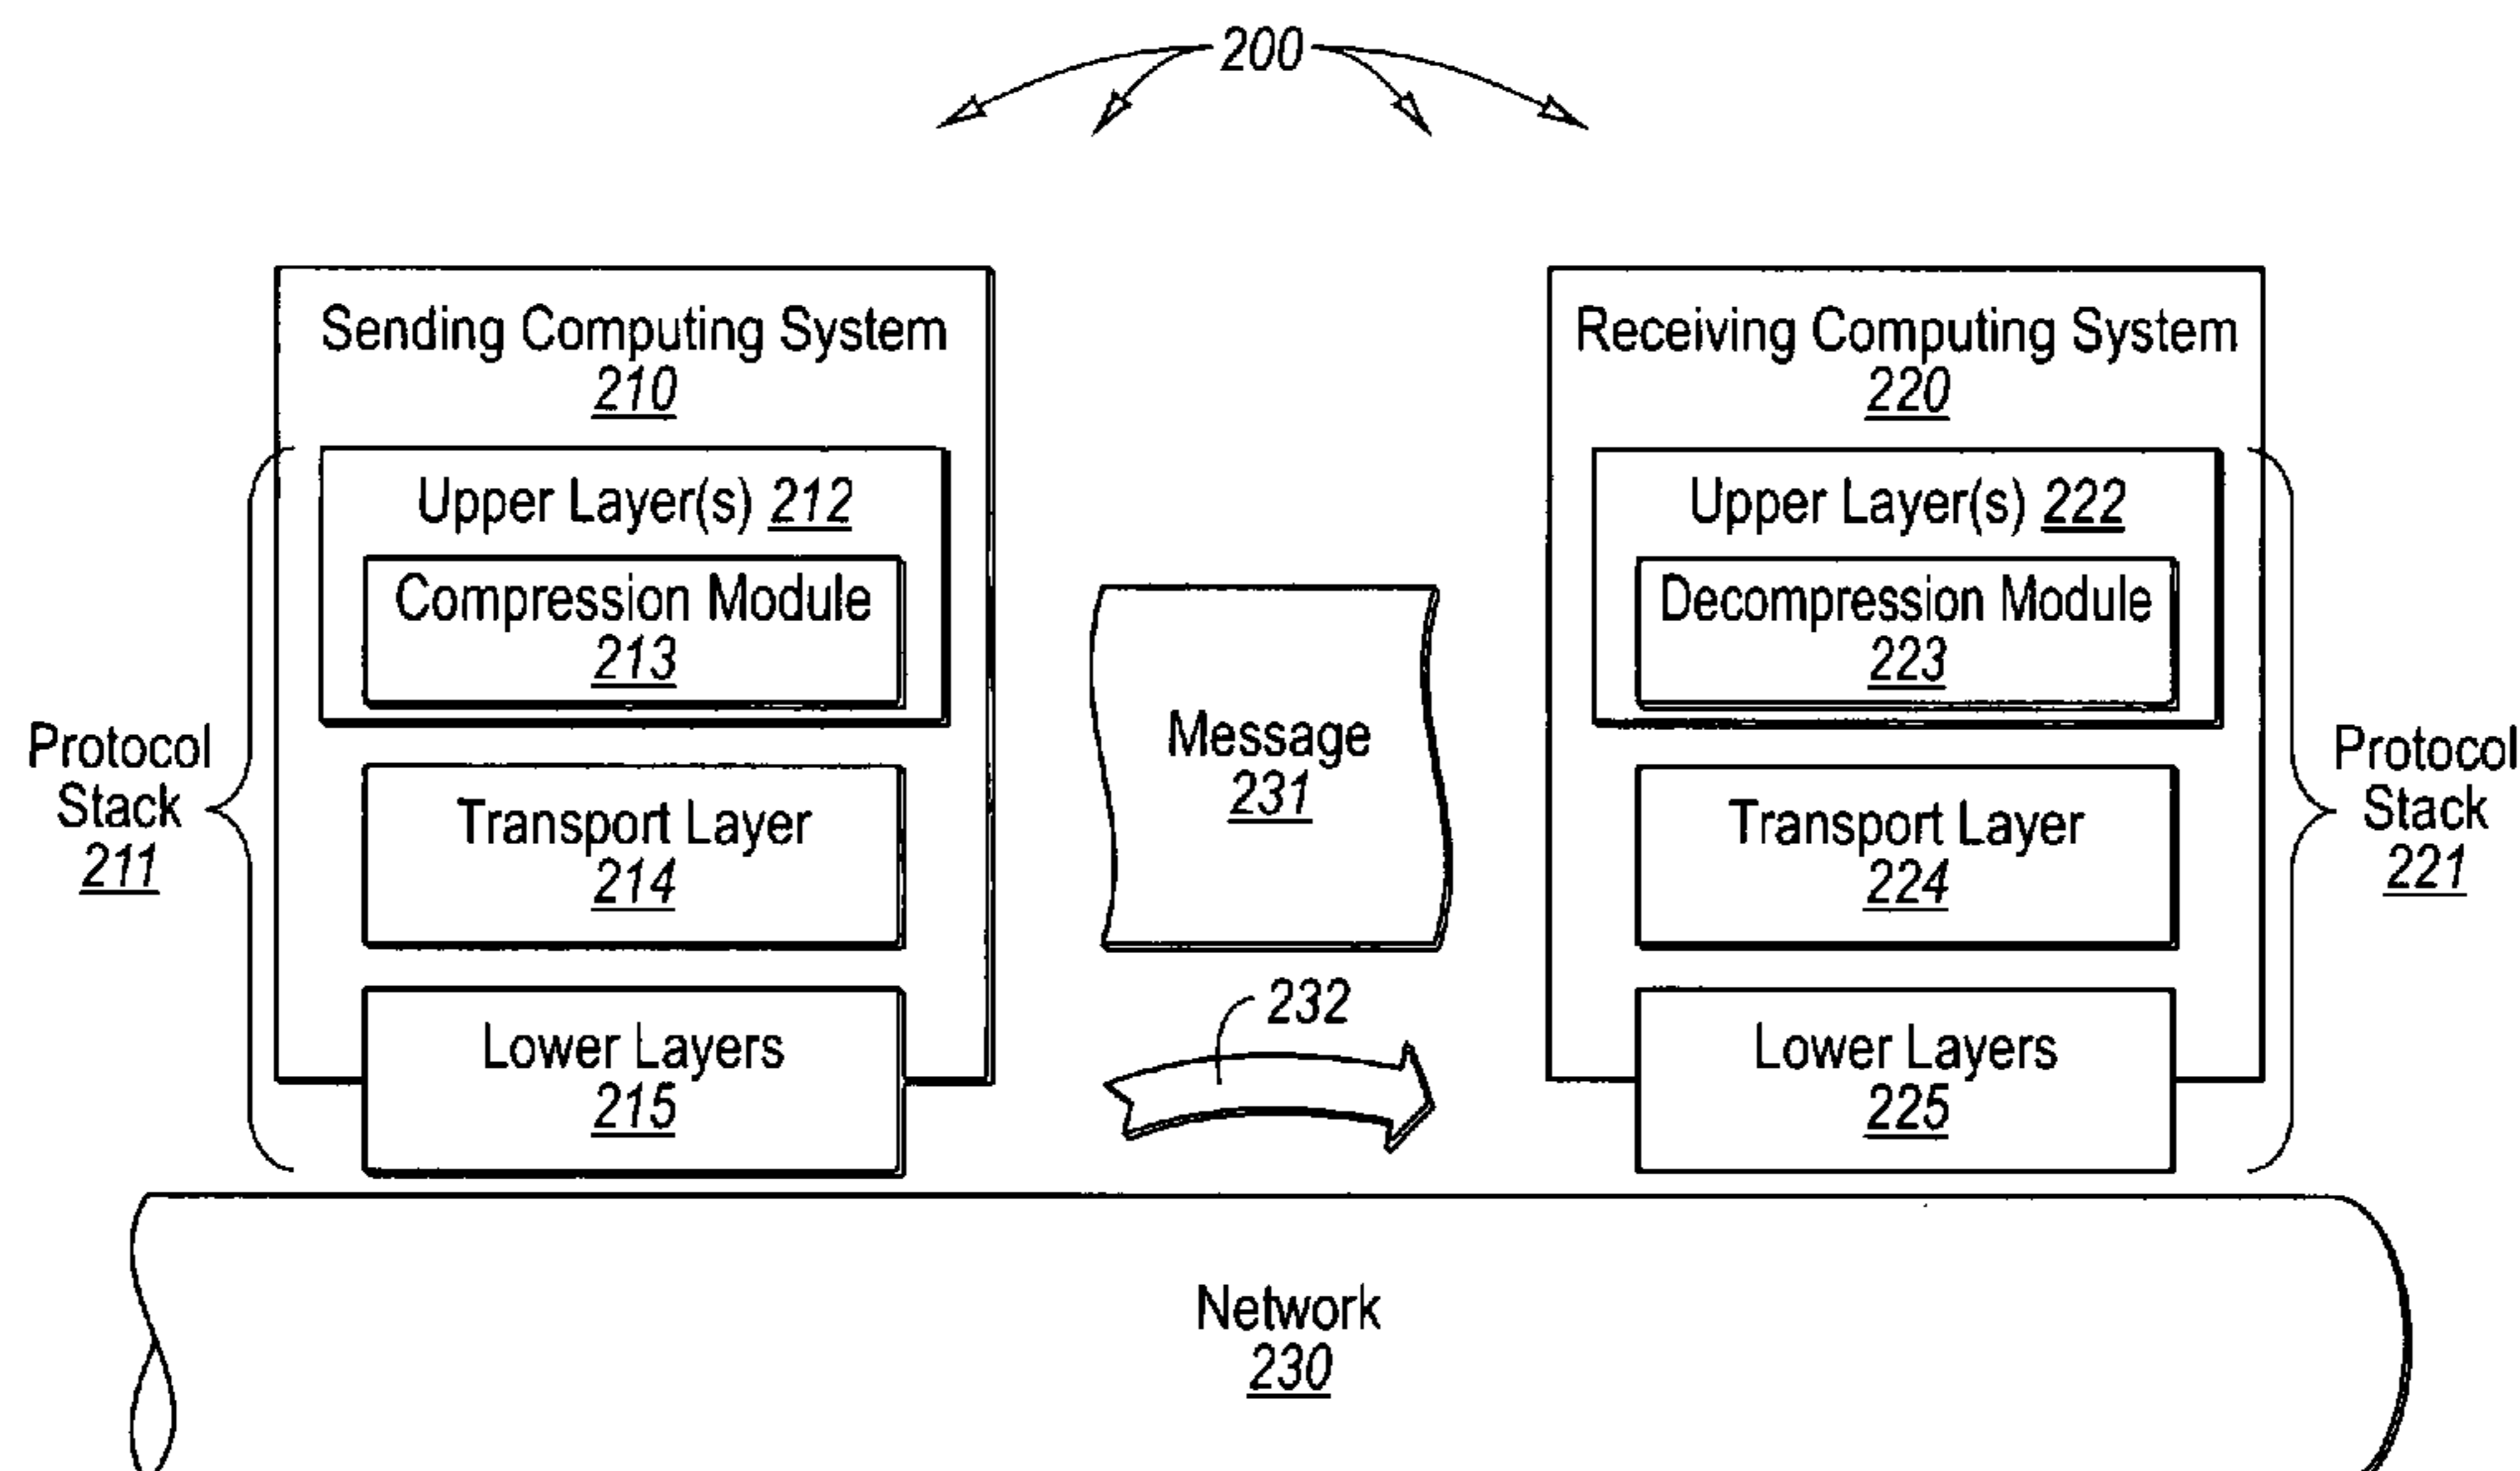 200
Sending Computing System
210
Upper Layer(s) 212
Compression Module
213
Transport Layer
214
Lower Layers
215
Protocol
Stack
211
Message
231
232
Receiving Computing System
220
Upper Layer(s) 222
Decompression Module
223
Transport Layer
224
Lower Layers
225
Protocol
Stack
221
Network
230